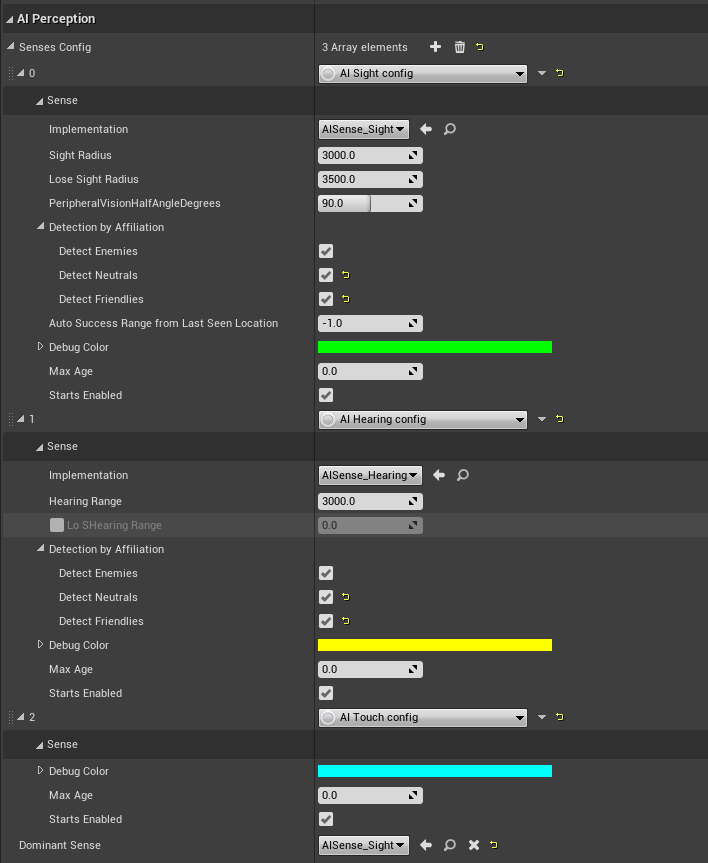 AI Perception
Senses Config 3 Array elements
0 AI Sight config
Sense
Implementation AISense_Sight
Sight Radius 3000.0
Lose Sight Radius 3500.0
PeripheralVisionHalfAngleDegrees 90.0
Detection by Affiliation
Detect Enemies
Detect Neutrals
Detect Friendlies
Auto Success Range from Last Seen Location -1.0
Debug Color
Max Age 0.0
Starts Enabled
1 AI Hearing config
Sense
Implementation AISense_Hearing
Hearing Range 3000.0
Lo SHearing Range 0.0
Detection by Affiliation
Detect Enemies
Detect Neutrals
Detect Friendlies
Debug Color
Max Age 0.0
Starts Enabled
2 AI Touch config
Sense
Debug Color
Max Age 0.0
Starts Enabled
Dominant Sense AISense_Sight